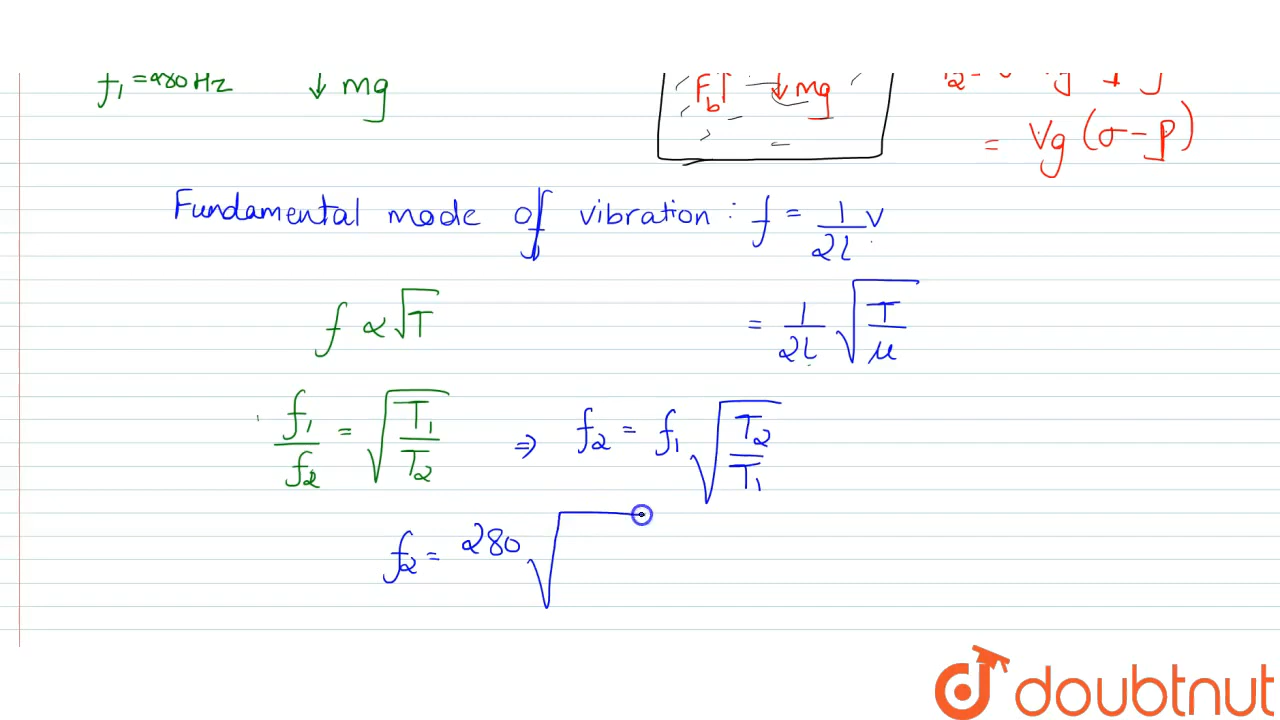 f₁ = 280 Hz ↓ mg
F_b↑ ↓ mg
= Vg (σ − ρ)
Fundamental mode of vibration : f = 1/2l v
f ∝ √T
= 1/2l √(T/μ)
f₁/f₂ = √(T₁/T₂) ⇒ f₂ = f₁ √(T₂/T₁)
f₂ = 280 √
doubtnut